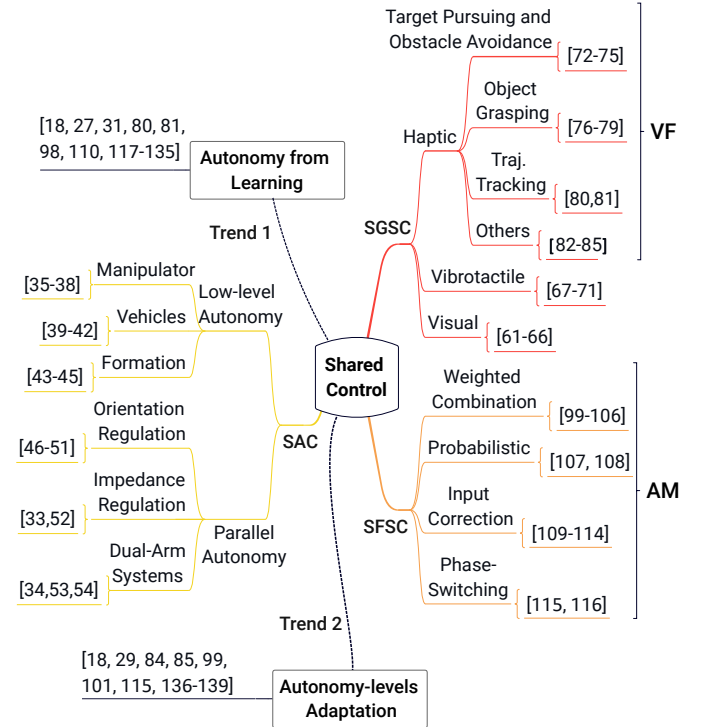 Target Pursuing and
Obstacle Avoidance
[72-75]
Object
Grasping
[76-79]
VF
Haptic
Traj.
Tracking
[80,81]
Others
[82-85]
SGSC
Vibrotactile
[67-71]
Visual
[61-66]
[18, 27, 31, 80, 81,
98, 110, 117-135]
Autonomy from
Learning
Trend 1
Manipulator
[35-38]
Low-level
Autonomy
Vehicles
[39-42]
Formation
[43-45]
Shared
Control
Orientation
Regulation
[46-51]
SAC
Impedance
Regulation
[33,52]
Parallel
Autonomy
Dual-Arm
Systems
[34,53,54]
Weighted
Combination
[99-106]
Probabilistic
[107, 108]
AM
SFSC
Input
Correction
[109-114]
Phase-
Switching
[115, 116]
Trend 2
[18, 29, 84, 85, 99,
101, 115, 136-139]
Autonomy-levels
Adaptation